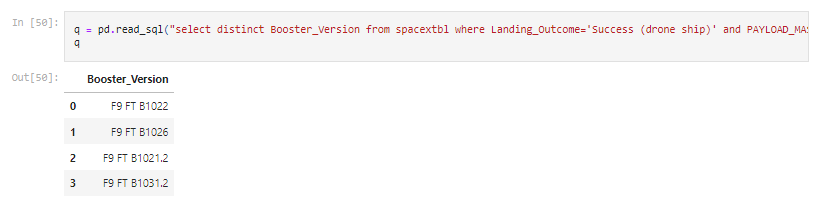 In [50]:
q = pd.read_sql("select distinct Booster_Version from spacextbl where Landing_Outcome='Success (drone ship)' and PAYLOAD_MAS
q
Out[50]:
Booster_Version
0 F9 FT B1022
1 F9 FT B1026
2 F9 FT B1021.2
3 F9 FT B1031.2